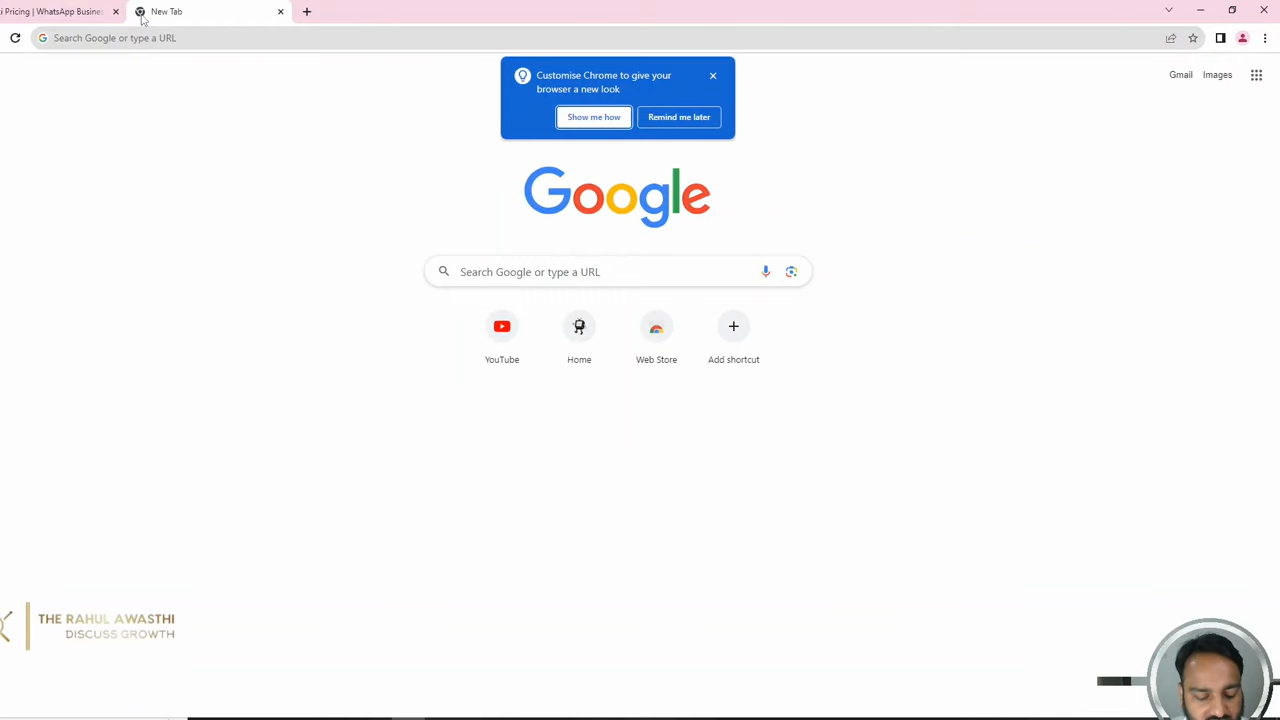 i Pricing | WhatsApp Busines
New Tab
Search Google or type a URL
Customise Chrome to give your
browser a new look
Show me how
Remind me later
Gmail
Images
Google
Search Google or type a URL
YouTube
Home
Web Store
Add shortcut
THE RAHUL AWASTHI
DISCUSS GROWTH